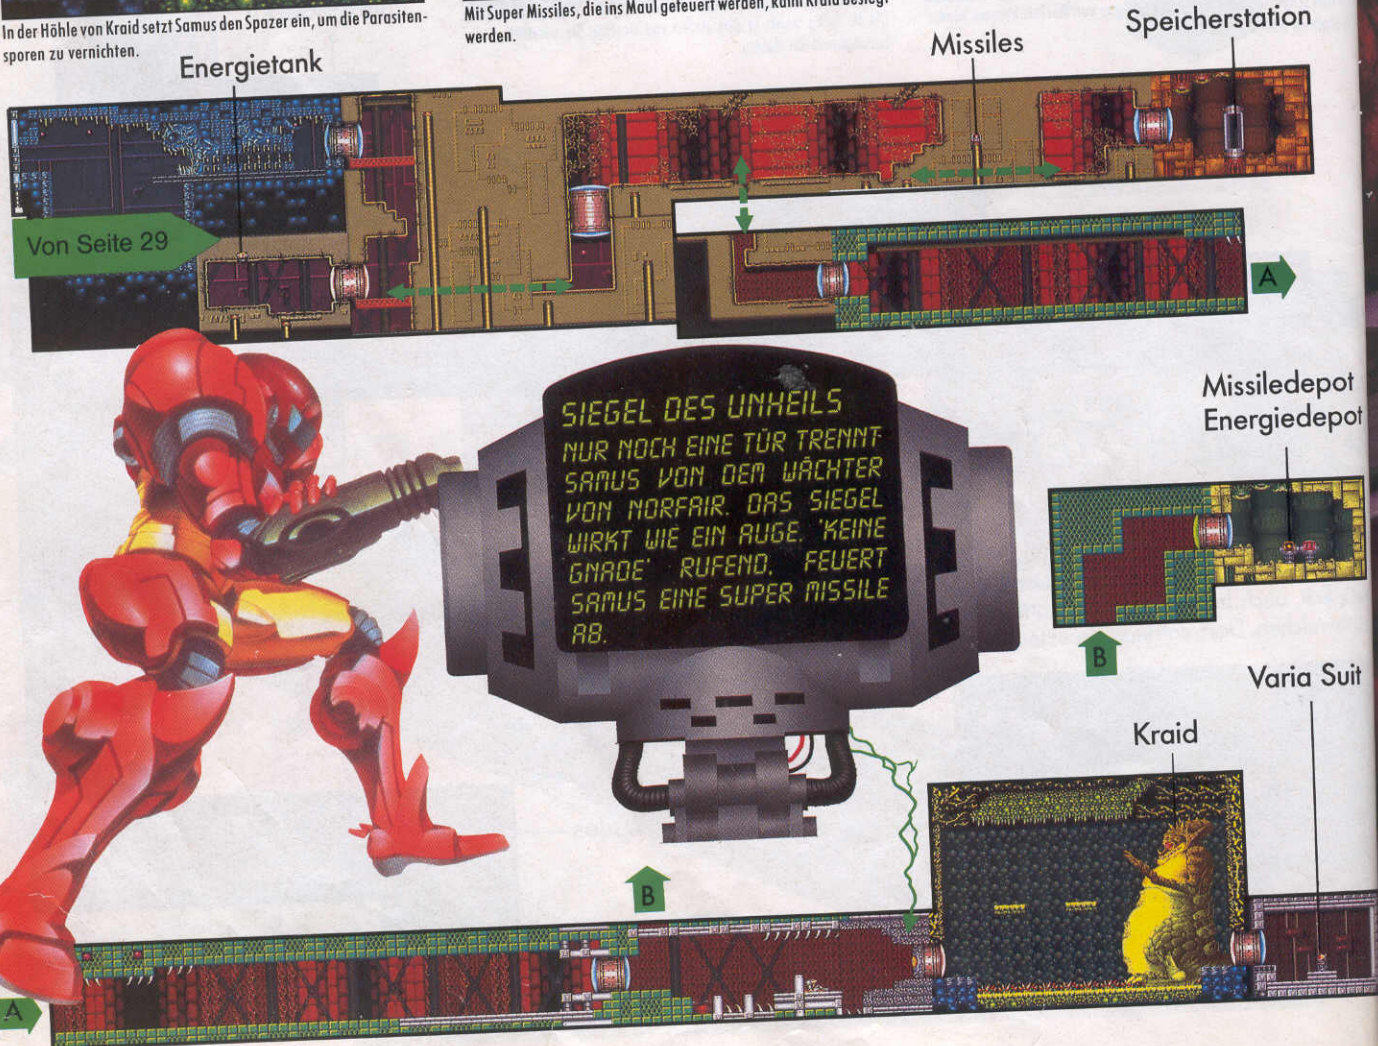 In der Höhle von Kraid setzt Samus den Spazer ein, um die Parasiten-
sporen zu vernichten.
Mit Super Missiles, die ins Maul gefeuert werden, kann Kraid besiegt
werden.
Energietank
Missiles
Speicherstation
Von Seite 29
A
SIEGEL DES UNHEILS
NUR NOCH EINE TÜR TRENNT
SAMUS VON DEM WÄCHTER
VON NORFAIR. DAS SIEGEL
WIRKT WIE EIN AUGE. 'KEINE
GNADE' RUFEND, FEUERT
SAMUS EINE SUPER MISSILE
AB.
Missiledepot
Energiedepot
B
Varia Suit
Kraid
B
A